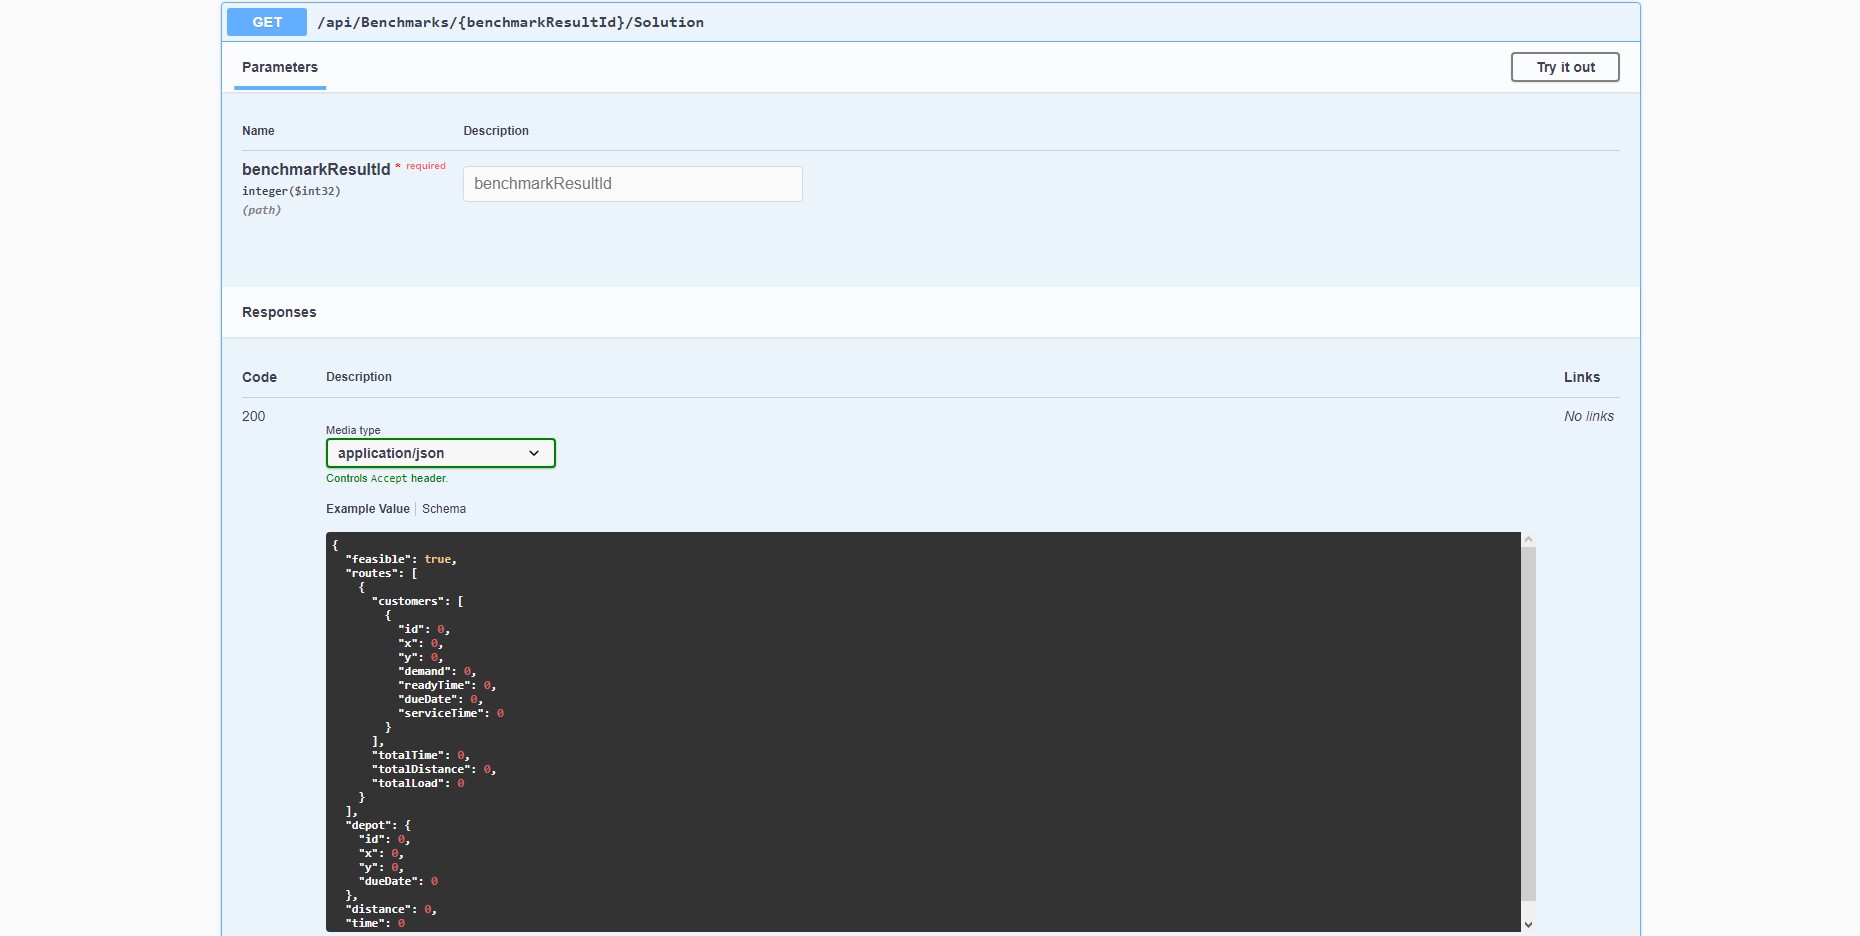 GET /api/Benchmarks/{benchmarkResultId}/Solution
Parameters
Try it out
Name Description
benchmarkResultId * required
integer($int32)
(path)
benchmarkResultId
Responses
Code Description Links
200 No links
Media type
application/json
Controls Accept header.
Example Value Schema
{
"feasible": true,
"routes": [
{
"customers": [
{
"id": 0,
"x": 0,
"y": 0,
"demand": 0,
"readyTime": 0,
"dueDate": 0,
"serviceTime": 0
}
],
"totalTime": 0,
"totalDistance": 0,
"totalLoad": 0
}
],
"depot": {
"id": 0,
"x": 0,
"y": 0,
"dueDate": 0
},
"distance": 0,
"time": 0